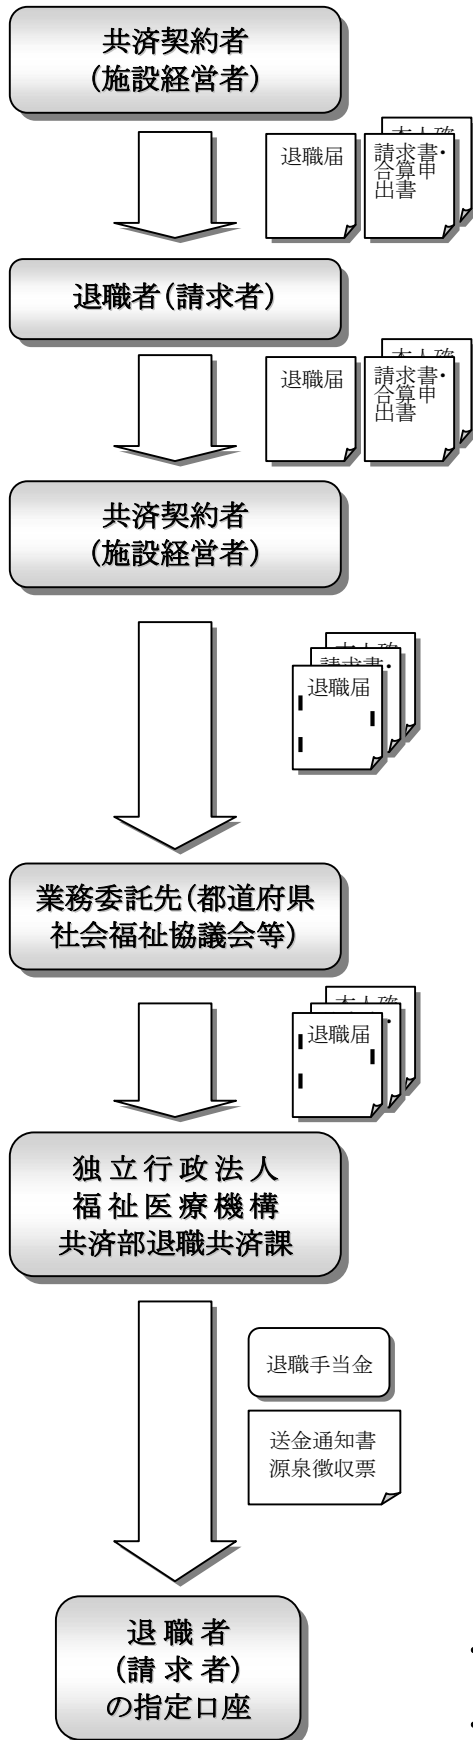 共済契約者
(施設経営者)
退職届
請求書・
合算申
出書
退職者(請求者)
退職届
請求書・
合算申
出書
共済契約者
(施設経営者)
退職届
業務委託先(都道府県
社会福祉協議会等)
退職届
独立行政法人
福祉医療機構
共済部退職共済課
退職手当金
送金通知書
源泉徴収票
退職者
(請求者)
の指定口座